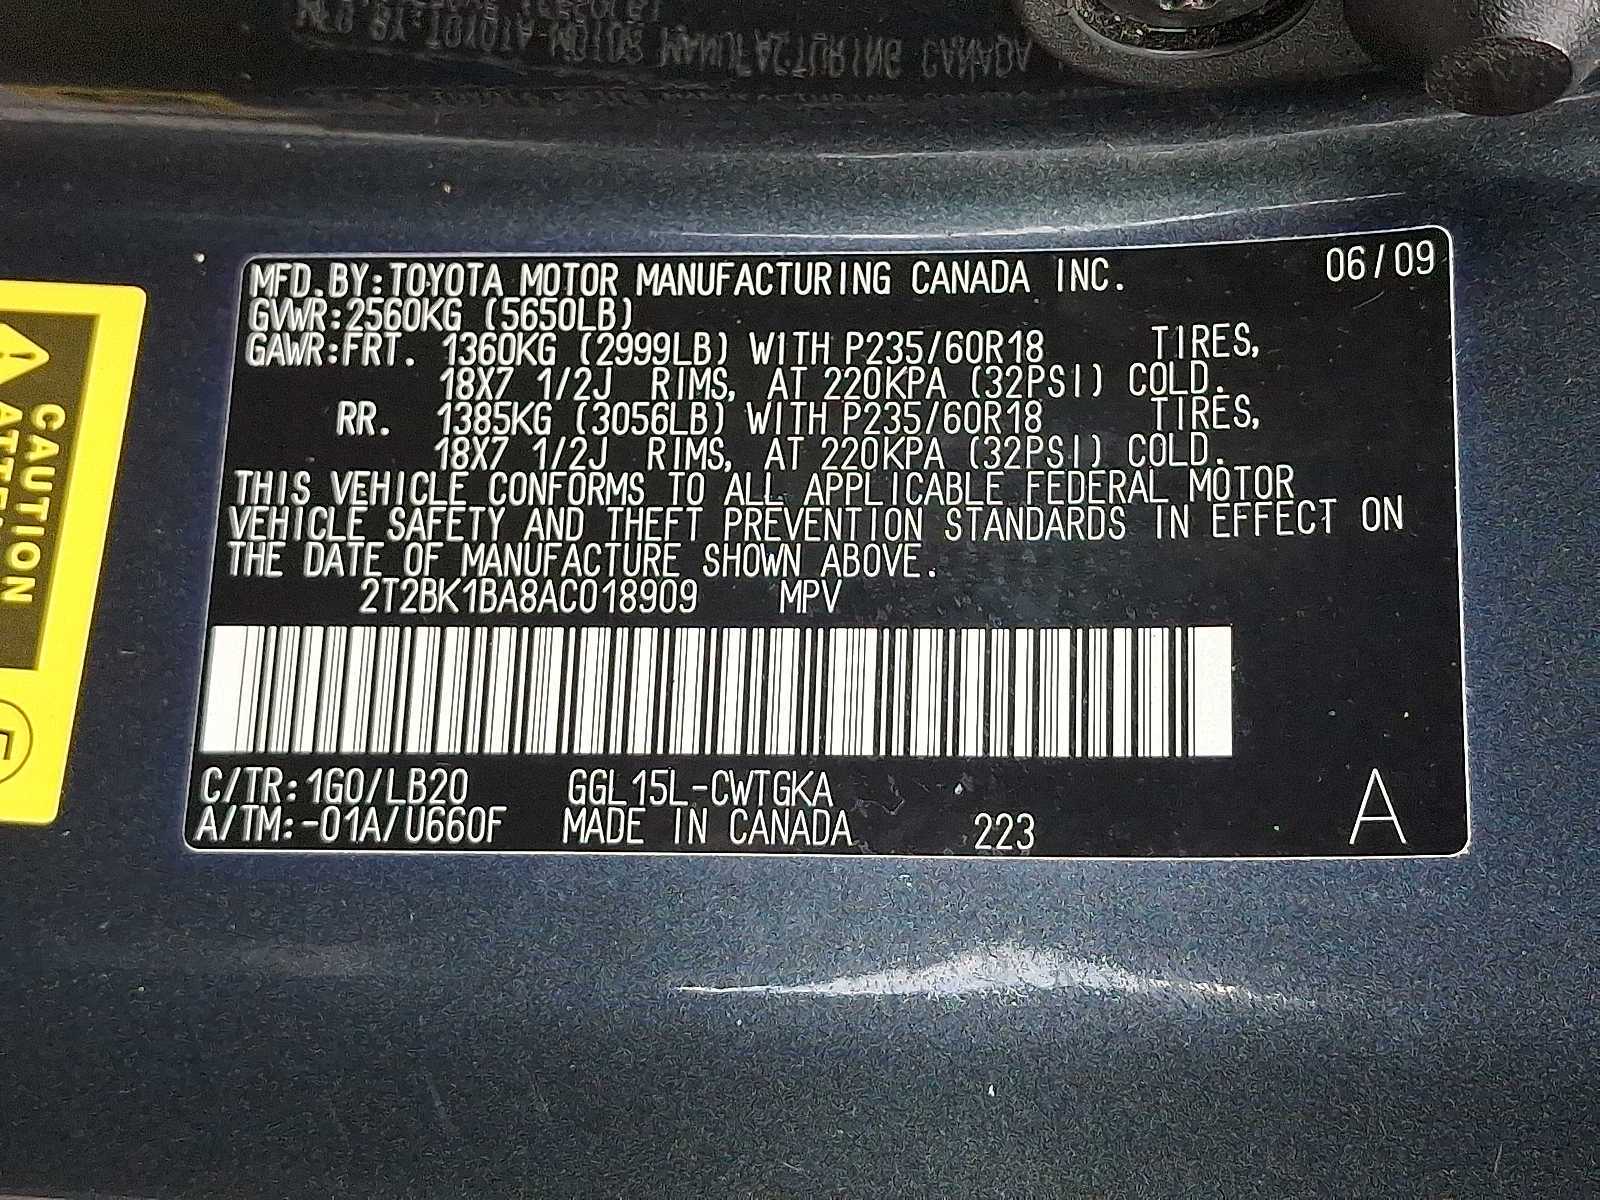 MFD. BY: TOYOTA MOTOR MANUFACTURING CANADA INC. 06/09
GVWR: 2560KG (5650LB)
GAWR: FRT. 1360KG (2999LB) WITH P235/60R18 TIRES,
18X7 1/2J RIMS, AT 220KPA (32PSI) COLD.
RR. 1385KG (3056LB) WITH P235/60R18 TIRES,
18X7 1/2J RIMS, AT 220KPA (32PSI) COLD.
THIS VEHICLE CONFORMS TO ALL APPLICABLE FEDERAL MOTOR
VEHICLE SAFETY AND THEFT PREVENTION STANDARDS IN EFFECT ON
THE DATE OF MANUFACTURE SHOWN ABOVE.
2T2BK1BA8AC018909 MPV
C/TR: 1G0/LB20 GGL15L-CWTGKA
A/TM:-01A/U660F MADE IN CANADA 223 A
CAUTION